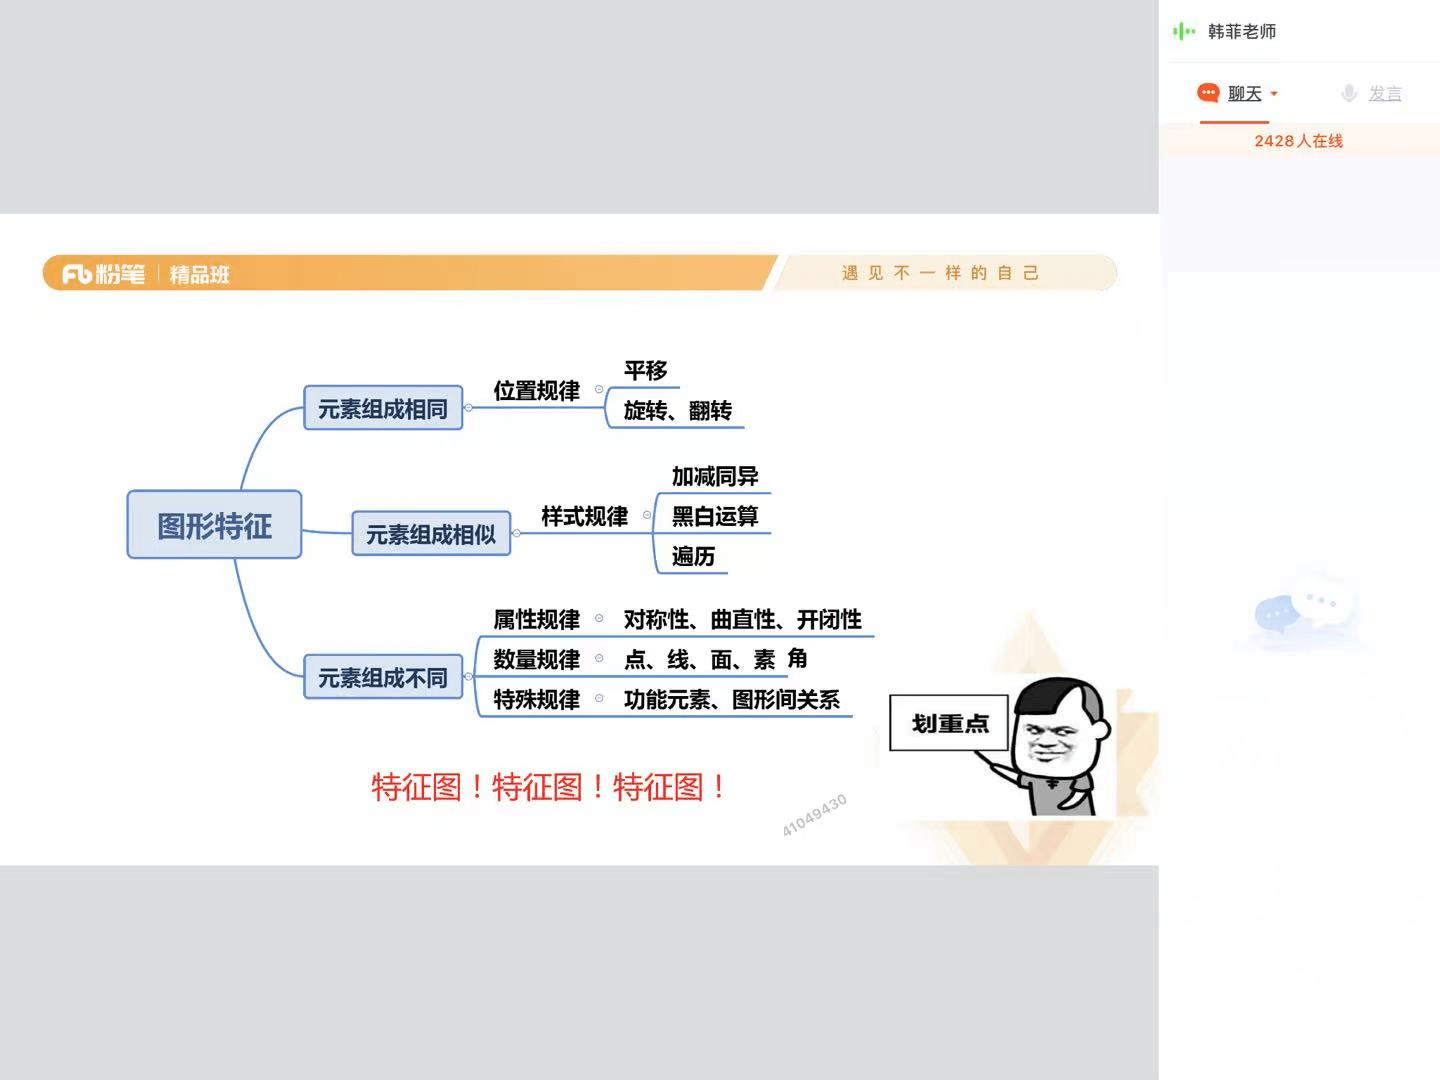 韩菲老师
聊天
发言
2428人在线
粉笔 精品班
遇见不一样的自己
图形特征
元素组成相同
位置规律
平移
旋转、翻转
元素组成相似
样式规律
加减同异
黑白运算
遍历
元素组成不同
属性规律
对称性、曲直性、开闭性
数量规律
点、线、面、素 角
特殊规律
功能元素、图形间关系
划重点
特征图！特征图！特征图！
41049430